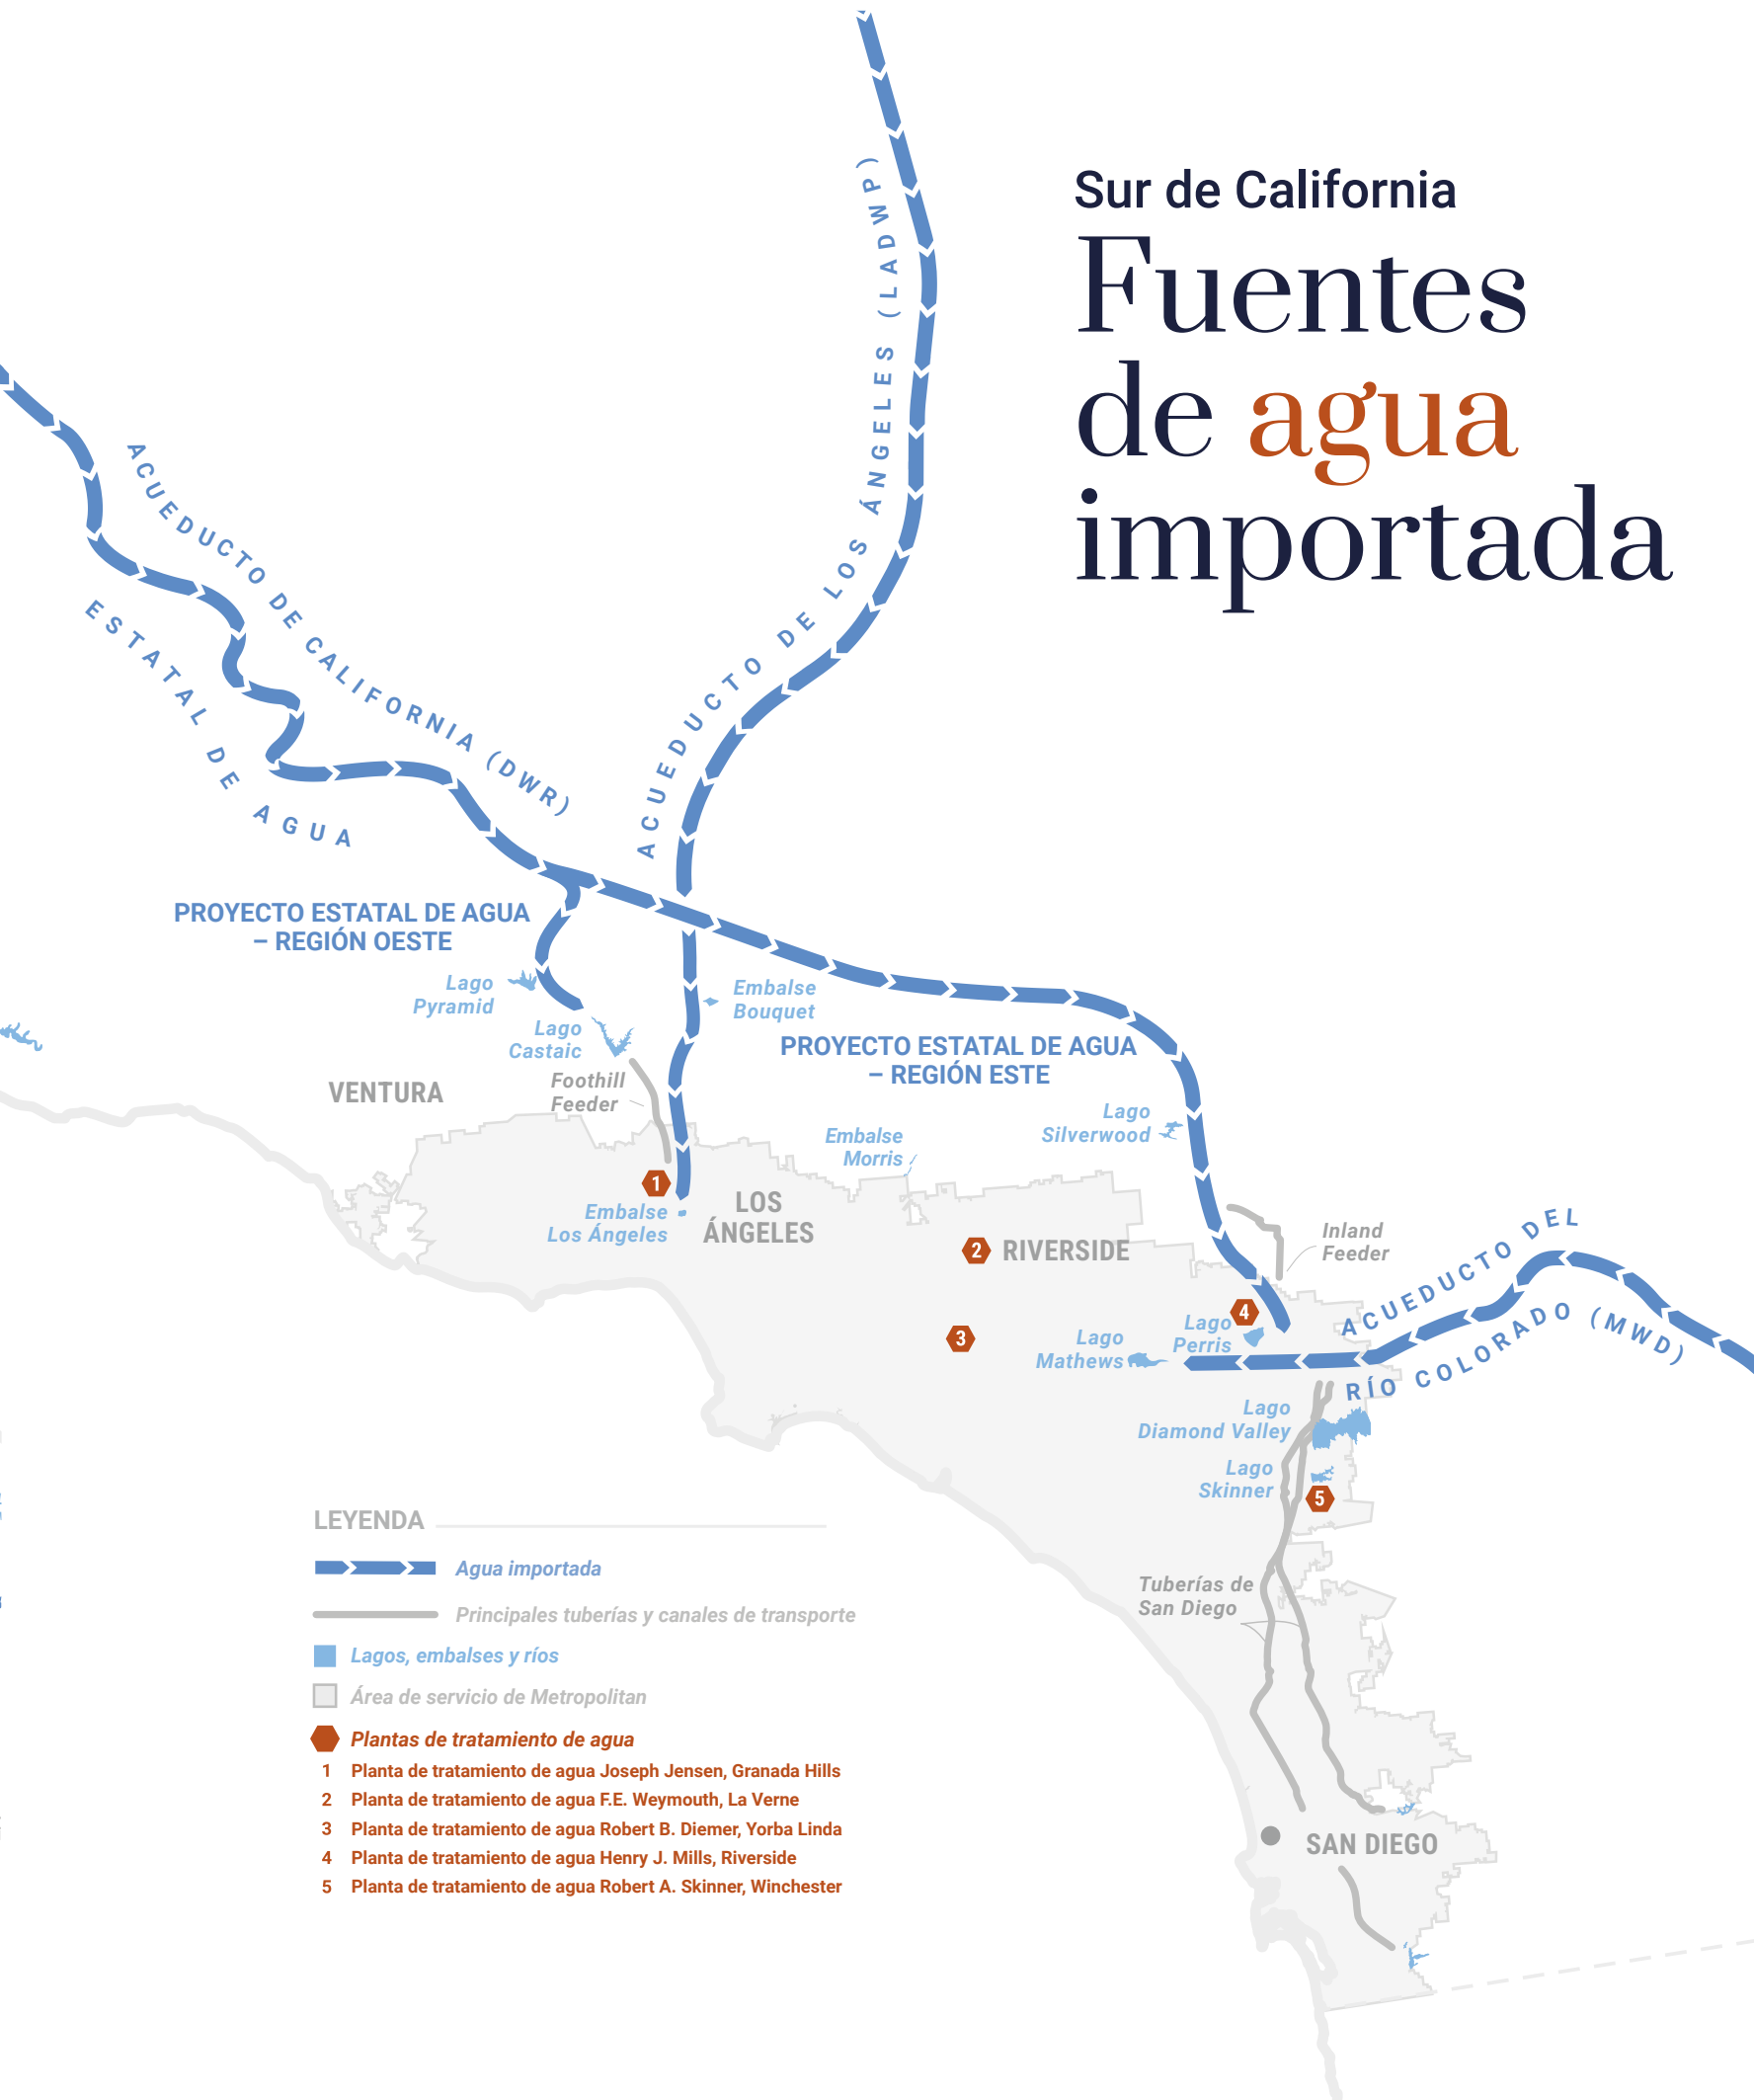 Sur de California
Fuentes
de agua
importada
ACUEDUCTO DE CALIFORNIA (DWR)
ESTATAL DE AGUA
ACUEDUCTO DE LOS ÁNGELES (LADWP)
PROYECTO ESTATAL DE AGUA
– REGIÓN OESTE
Lago
Pyramid
Embalse
Bouquet
Lago
Castaic
PROYECTO ESTATAL DE AGUA
– REGIÓN ESTE
VENTURA
Foothill
Feeder
Lago
Silverwood
Embalse
Morris
1
LOS
ÁNGELES
Embalse
Los Ángeles
2
RIVERSIDE
Inland
Feeder
ACUEDUCTO DEL
RÍO COLORADO (MWD)
4
3
Lago
Perris
Lago
Mathews
Lago
Diamond Valley
Lago
Skinner
5
Tuberías de
San Diego
SAN DIEGO
LEYENDA
Agua importada
Principales tuberías y canales de transporte
Lagos, embalses y ríos
Área de servicio de Metropolitan
Plantas de tratamiento de agua
1 Planta de tratamiento de agua Joseph Jensen, Granada Hills
2 Planta de tratamiento de agua F.E. Weymouth, La Verne
3 Planta de tratamiento de agua Robert B. Diemer, Yorba Linda
4 Planta de tratamiento de agua Henry J. Mills, Riverside
5 Planta de tratamiento de agua Robert A. Skinner, Winchester